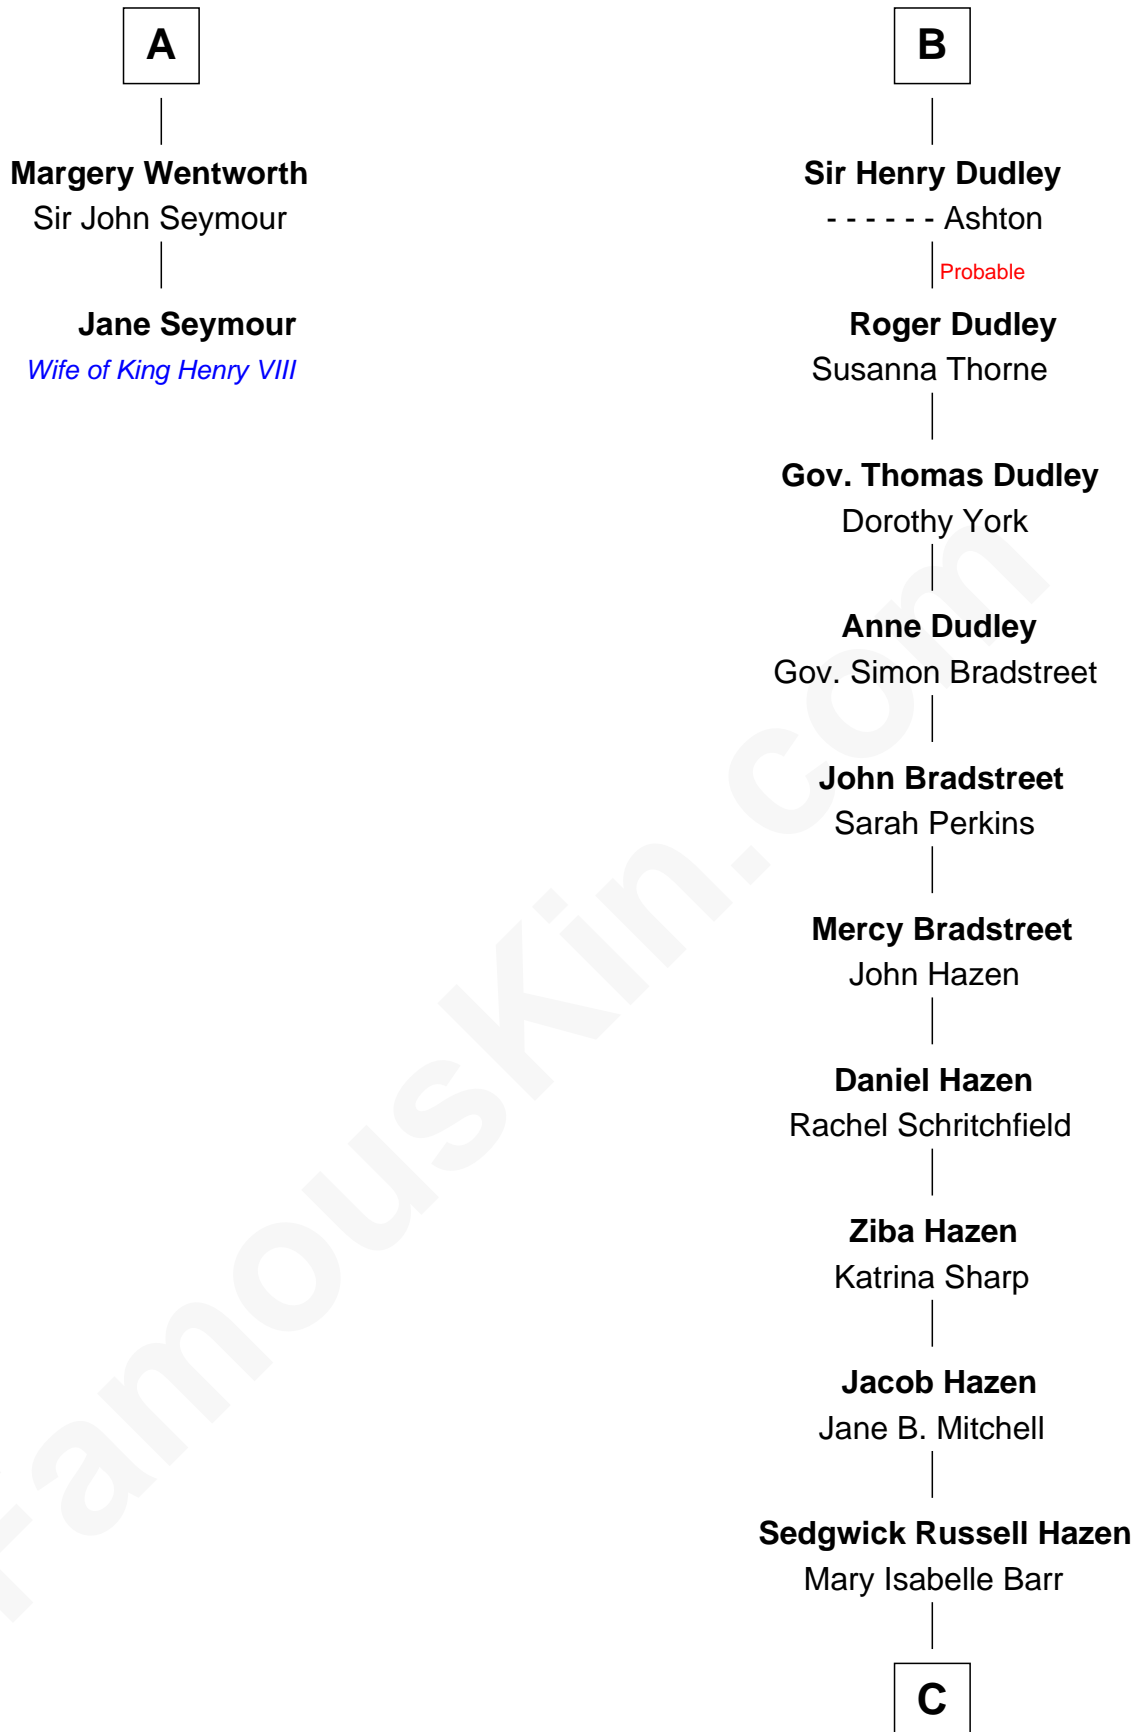 A
Margery Wentworth
Sir John Seymour
Jane Seymour
Wife of King Henry VIII
B
Sir Henry Dudley
- - - - - - Ashton
Probable
Roger Dudley
Susanna Thorne
Gov. Thomas Dudley
Dorothy York
Anne Dudley
Gov. Simon Bradstreet
John Bradstreet
Sarah Perkins
Mercy Bradstreet
John Hazen
Daniel Hazen
Rachel Schritchfield
Ziba Hazen
Katrina Sharp
Jacob Hazen
Jane B. Mitchell
Sedgwick Russell Hazen
Mary Isabelle Barr
C
FamousKin.com